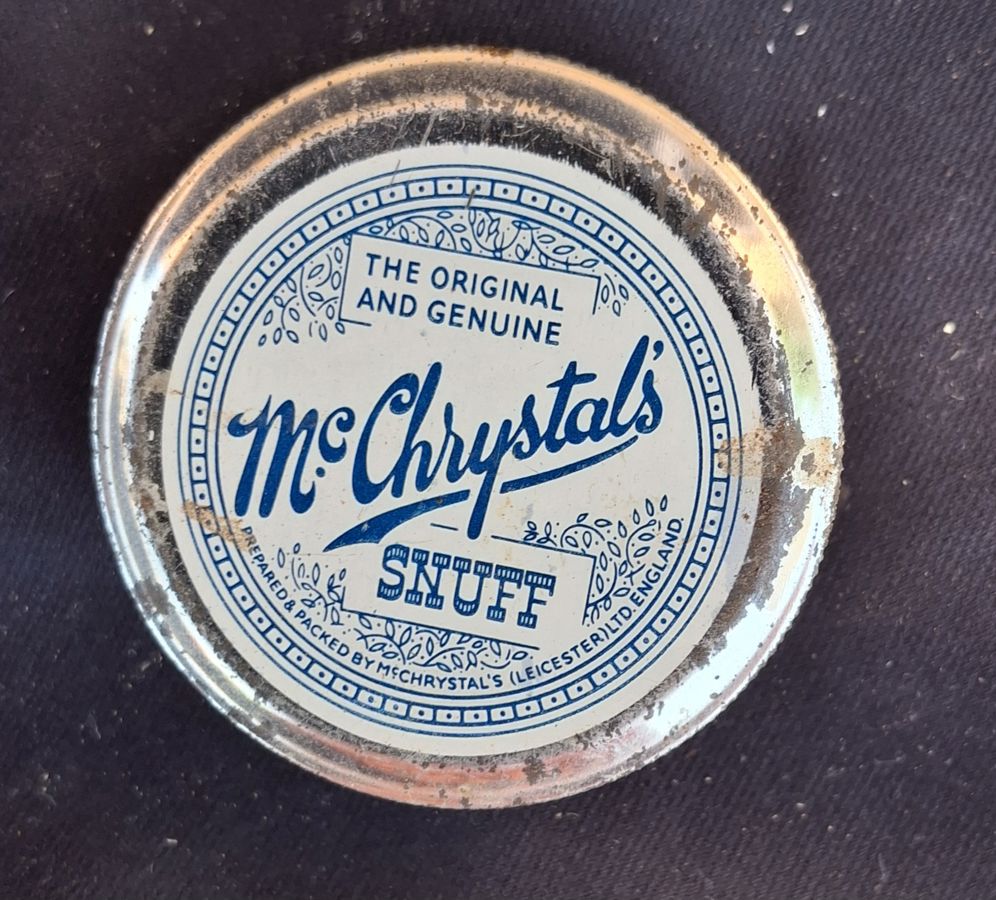 THE ORIGINAL
AND GENUINE
McChrystal's
SNUFF
PREPARED & PACKED BY McCHRYSTAL'S (LEICESTER) LTD. ENGLAND.